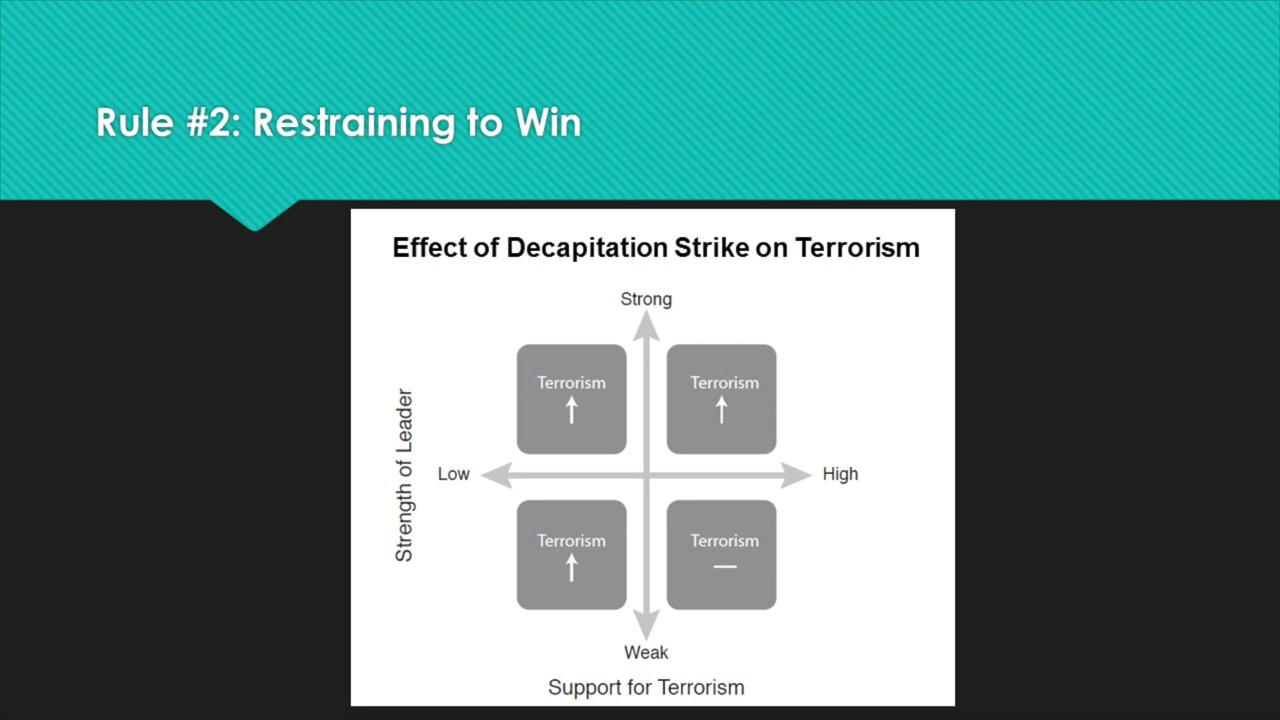 Rule #2: Restraining to Win
Effect of Decapitation Strike on Terrorism
Strong
Terrorism
Terrorism
Strength of Leader
Low
High
Terrorism
Terrorism
Weak
Support for Terrorism